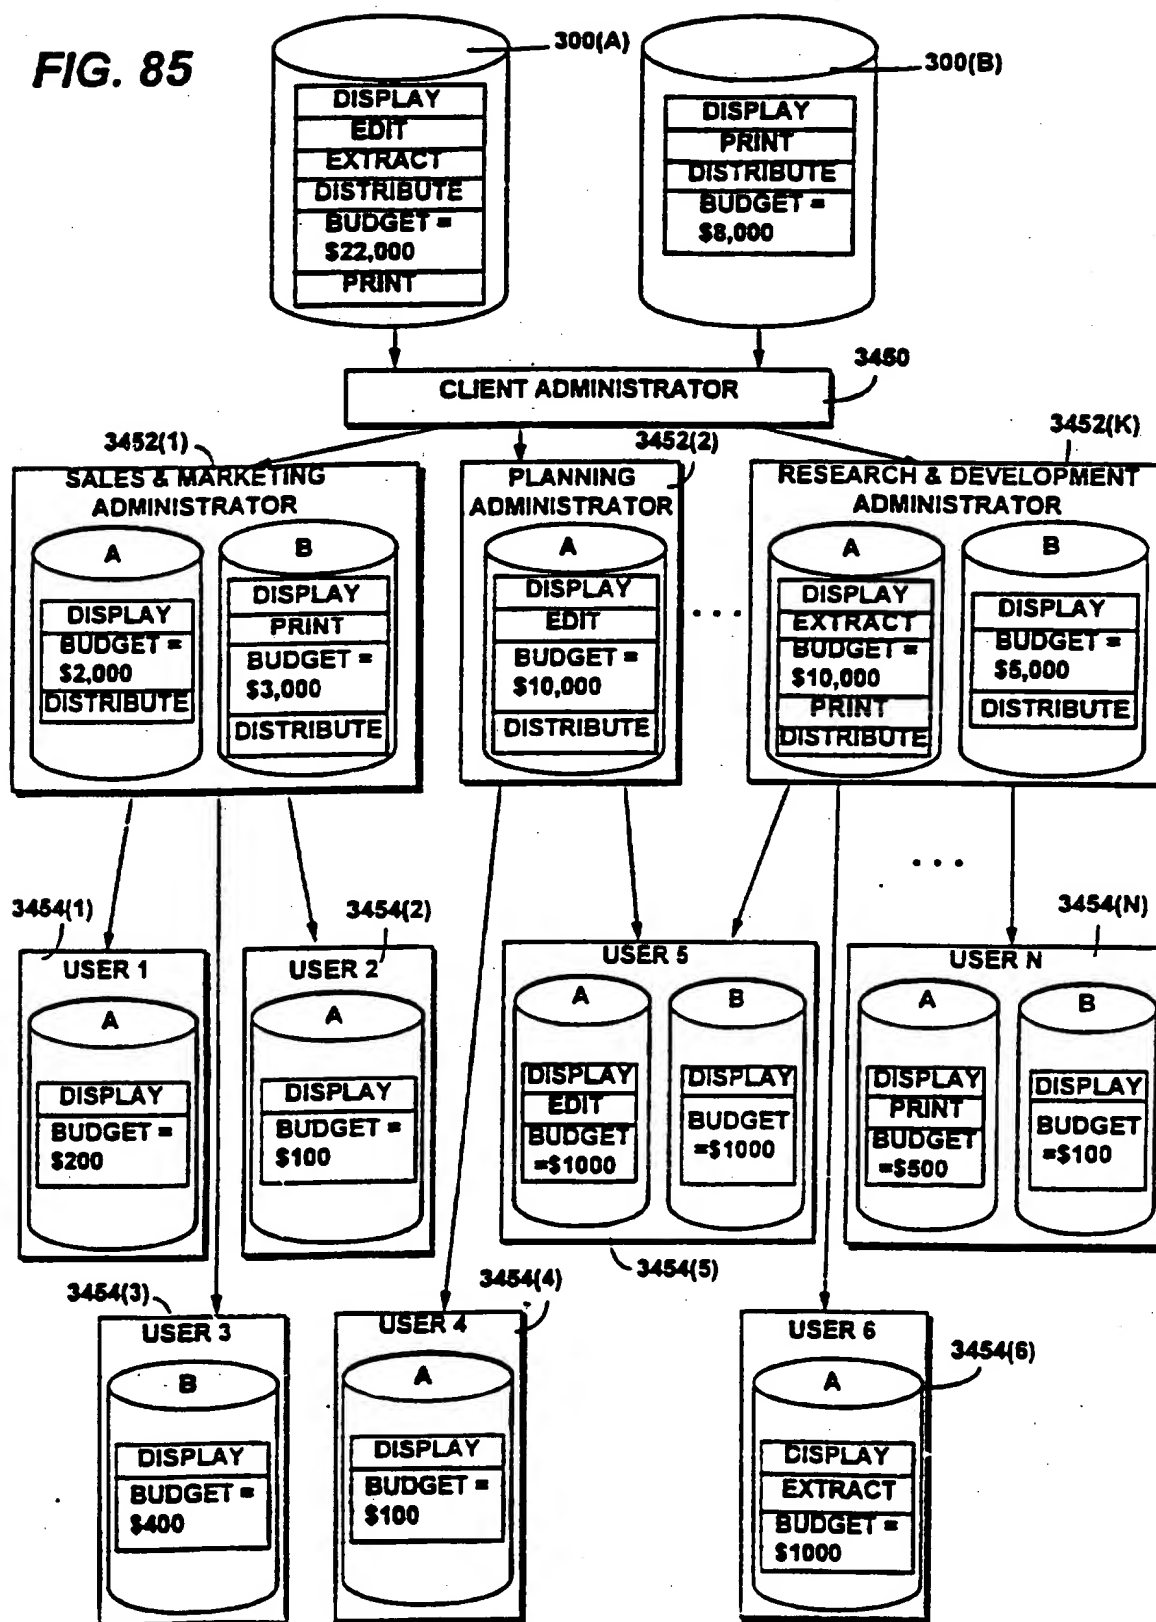 FIG. 85
300(A)
DISPLAY
EDIT
EXTRACT
DISTRIBUTE
BUDGET =
$22,000
PRINT
300(B)
DISPLAY
PRINT
DISTRIBUTE
BUDGET =
$8,000
3450
CLIENT ADMINISTRATOR
3452(1)
SALES & MARKETING
ADMINISTRATOR
A
DISPLAY
BUDGET =
$2,000
DISTRIBUTE
B
DISPLAY
PRINT
BUDGET =
$3,000
DISTRIBUTE
3452(2)
PLANNING
ADMINISTRATOR
A
DISPLAY
EDIT
BUDGET =
$10,000
DISTRIBUTE
. . .
3452(K)
RESEARCH & DEVELOPMENT
ADMINISTRATOR
A
DISPLAY
EXTRACT
BUDGET =
$10,000
PRINT
DISTRIBUTE
B
DISPLAY
BUDGET =
$5,000
DISTRIBUTE
. . .
3454(1)
USER 1
A
DISPLAY
BUDGET =
$200
3454(2)
USER 2
A
DISPLAY
BUDGET =
$100
USER 5
A
DISPLAY
EDIT
BUDGET
=$1000
B
DISPLAY
BUDGET
=$1000
3454(5)
3454(N)
USER N
A
DISPLAY
PRINT
BUDGET
=$500
B
DISPLAY
BUDGET
=$100
3454(3)
USER 3
B
DISPLAY
BUDGET =
$400
3454(4)
USER 4
A
DISPLAY
BUDGET =
$100
USER 6
3454(6)
A
DISPLAY
EXTRACT
BUDGET =
$1000